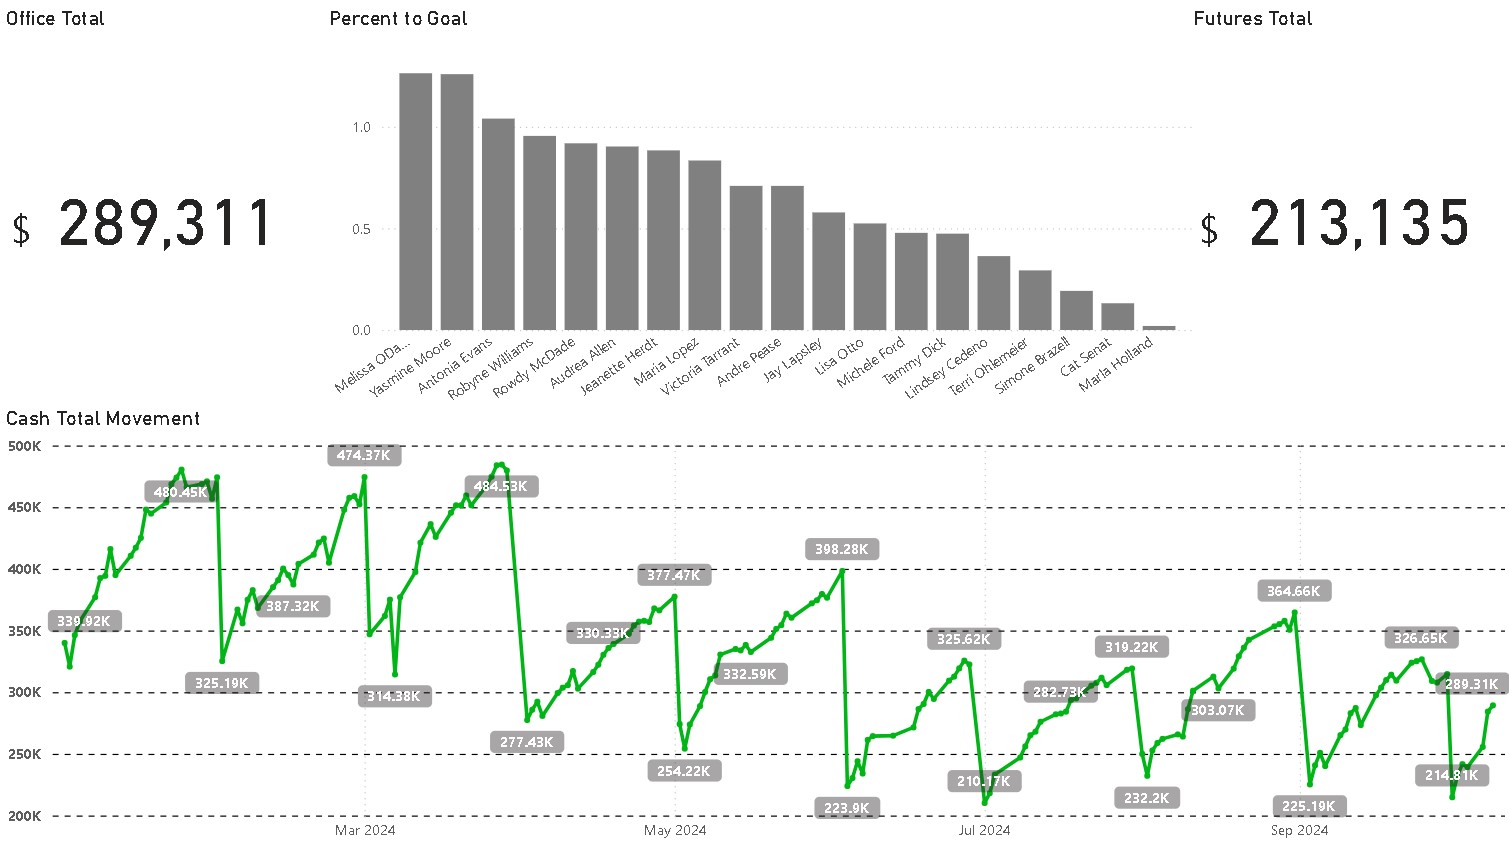 Office Total
Percent to Goal
Futures Total
$ 289,311
1.0
0.5
0.0
Melissa ODa...
Yasmine Moore
Antonia Evans
Robyne Williams
Rowdy McDade
Audrea Allen
Jeanette Herdt
Maria Lopez
Victoria Tarrant
Andre Pease
Jay Lapsley
Lisa Otto
Michele Ford
Tammy Dick
Lindsey Cedeno
Terri Ohlemeier
Simone Brazell
Cat Senat
Marla Holland
$ 213,135
Cash Total Movement
500K
450K
400K
350K
300K
250K
200K
339.92K
480.45K
325.19K
387.32K
474.37K
314.38K
484.53K
277.43K
330.33K
377.47K
254.22K
332.59K
398.28K
223.9K
325.62K
210.17K
282.73K
319.22K
232.2K
303.07K
364.66K
225.19K
326.65K
289.31K
214.81K
Mar 2024
May 2024
Jul 2024
Sep 2024